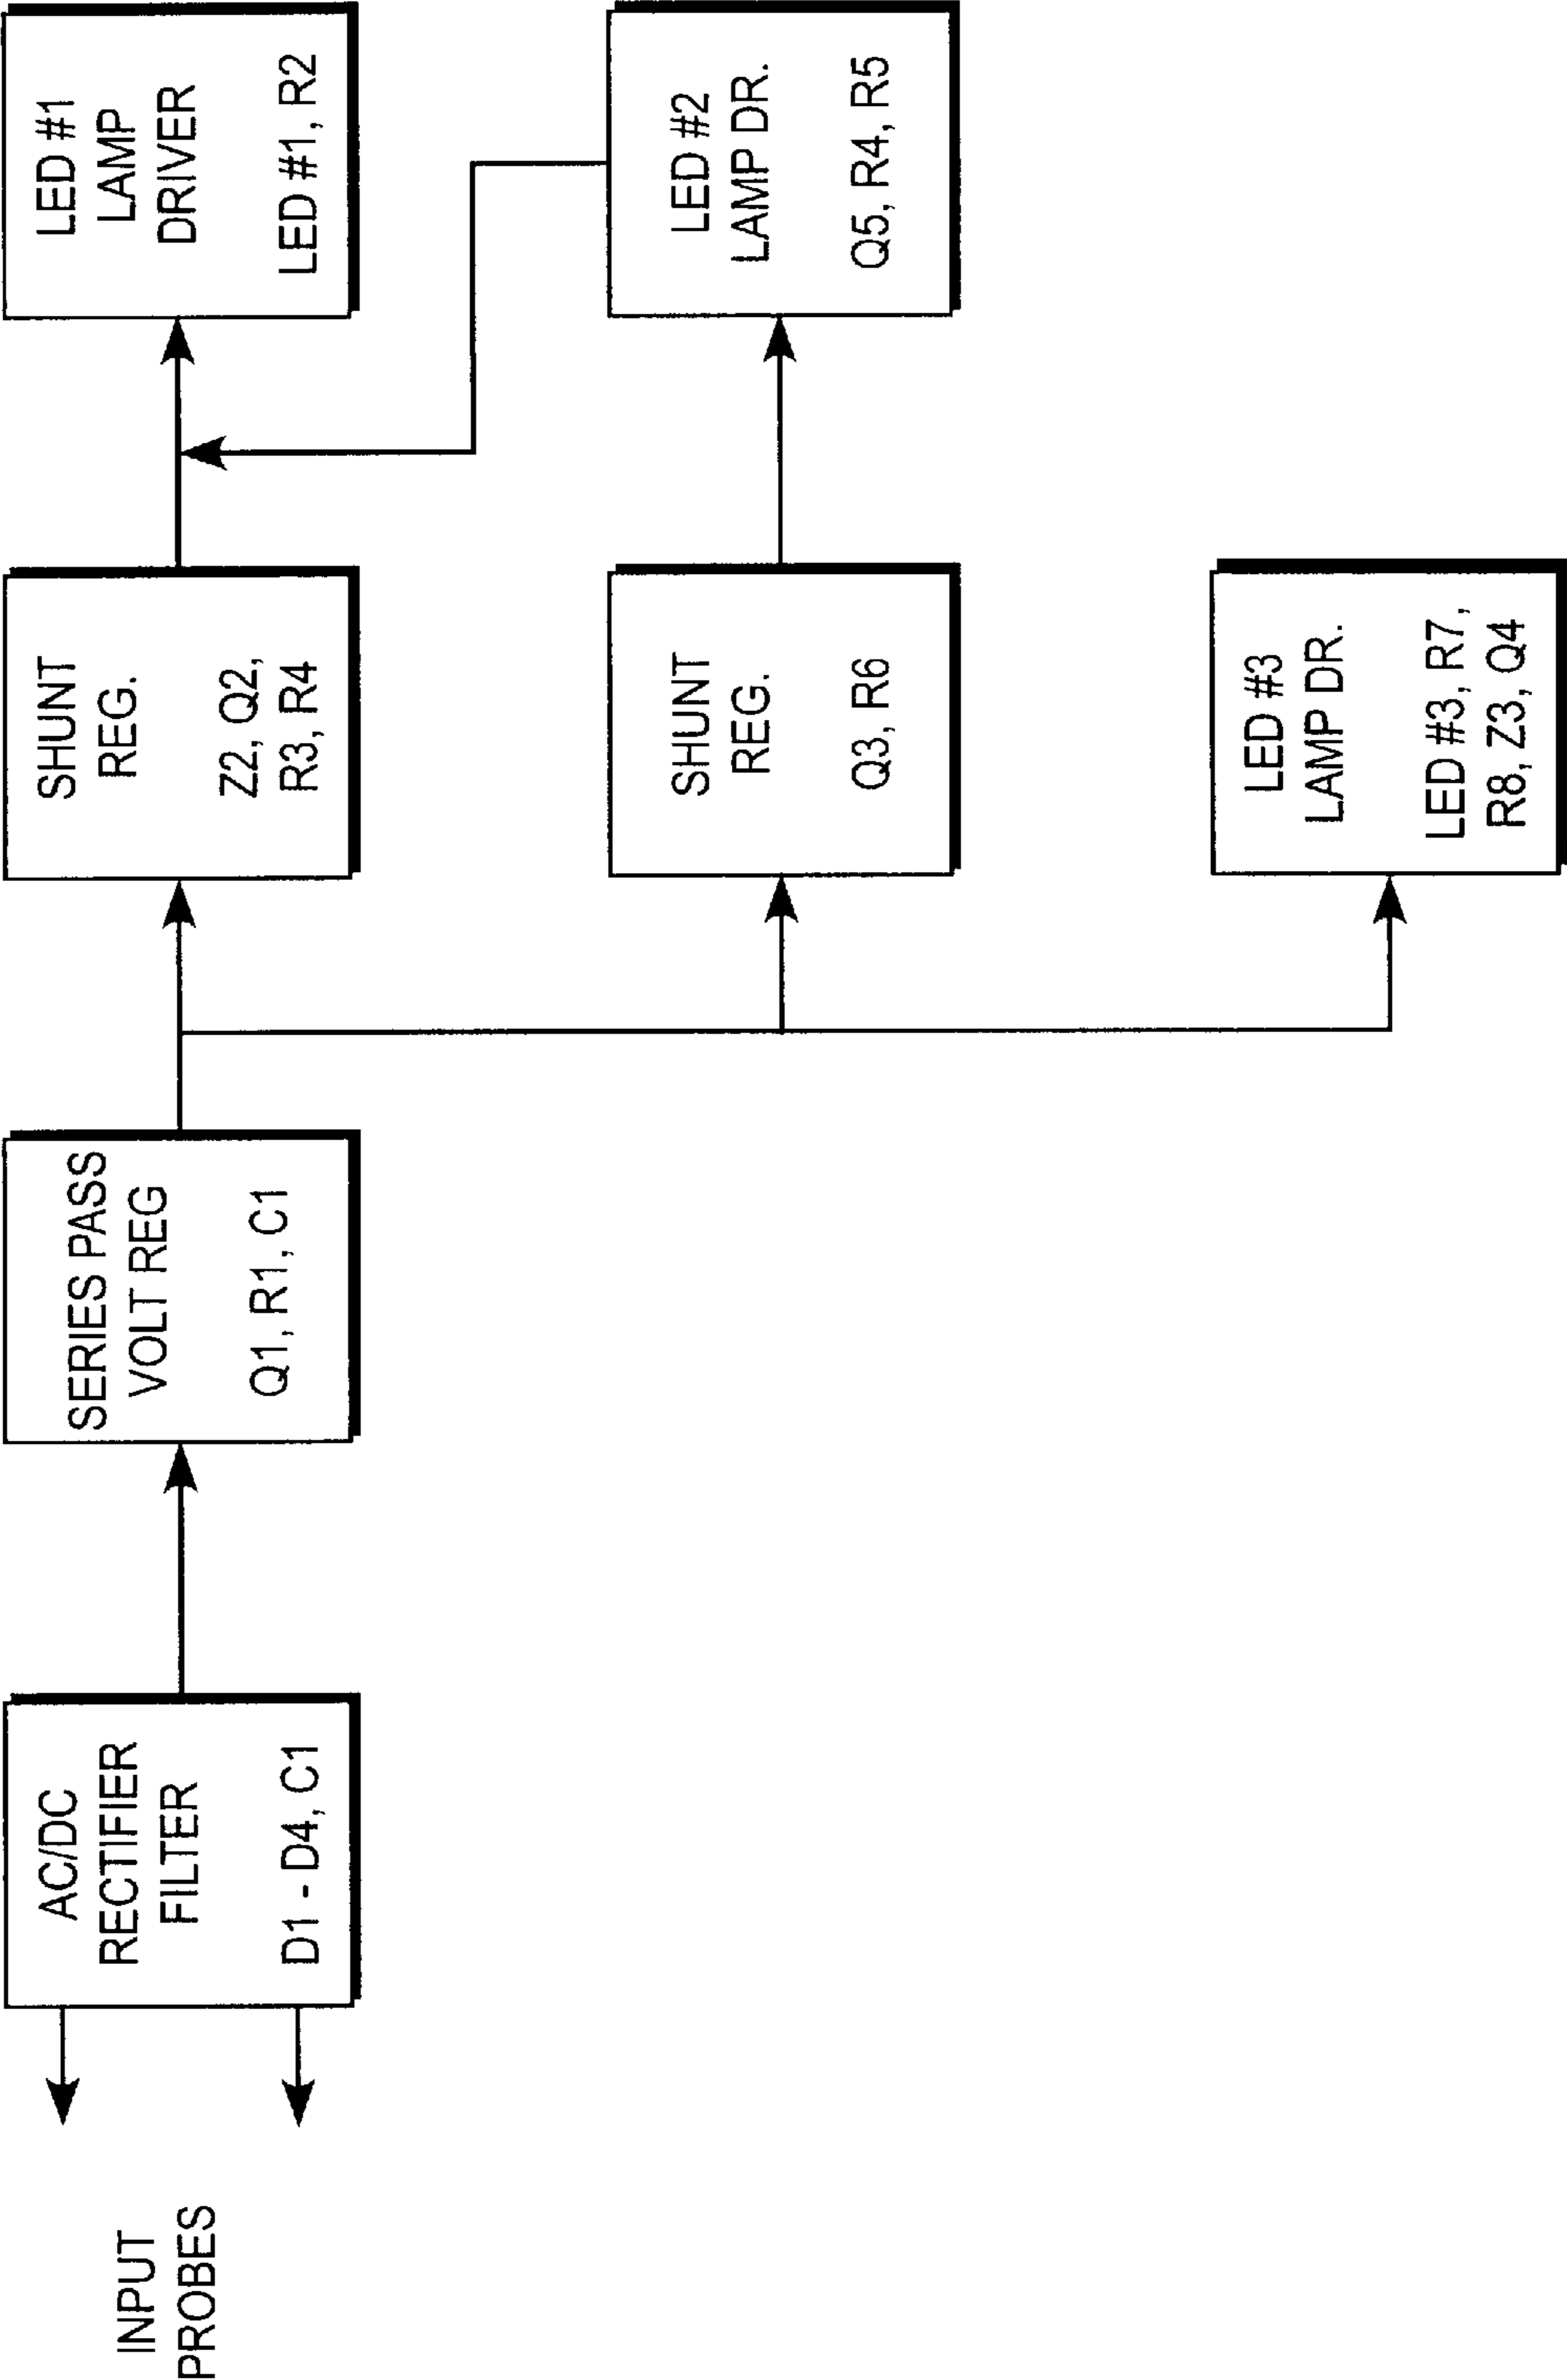 INPUT
PROBES
AC/DC
RECTIFIER
FILTER
D1 - D4, C1
SERIES PASS
VOLT REG
Q1, R1, C1
SHUNT
REG.
Z2, Q2,
R3, R4
LED #1
LAMP
DRIVER
LED #1, R2
SHUNT
REG.
Q3, R6
LED #2
LAMP DR.
Q5, R4, R5
LED #3
LAMP DR.
LED #3, R7,
R8, Z3, Q4